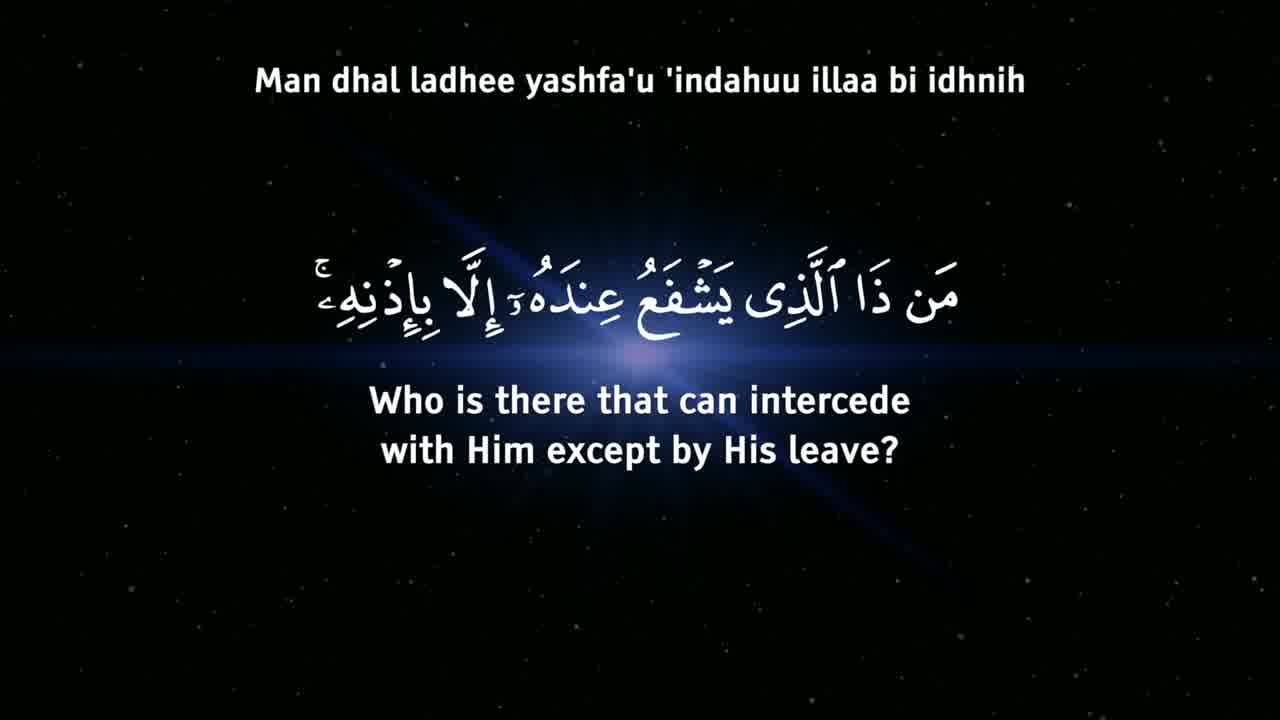 Man dhal ladhee yashfa'u 'indahuu illaa bi idhnih
مَن ذَا ٱلَّذِى يَشْفَعُ عِندَهُۥٓ إِلَّا بِإِذْنِهِۦ ۚ
Who is there that can intercede
with Him except by His leave?